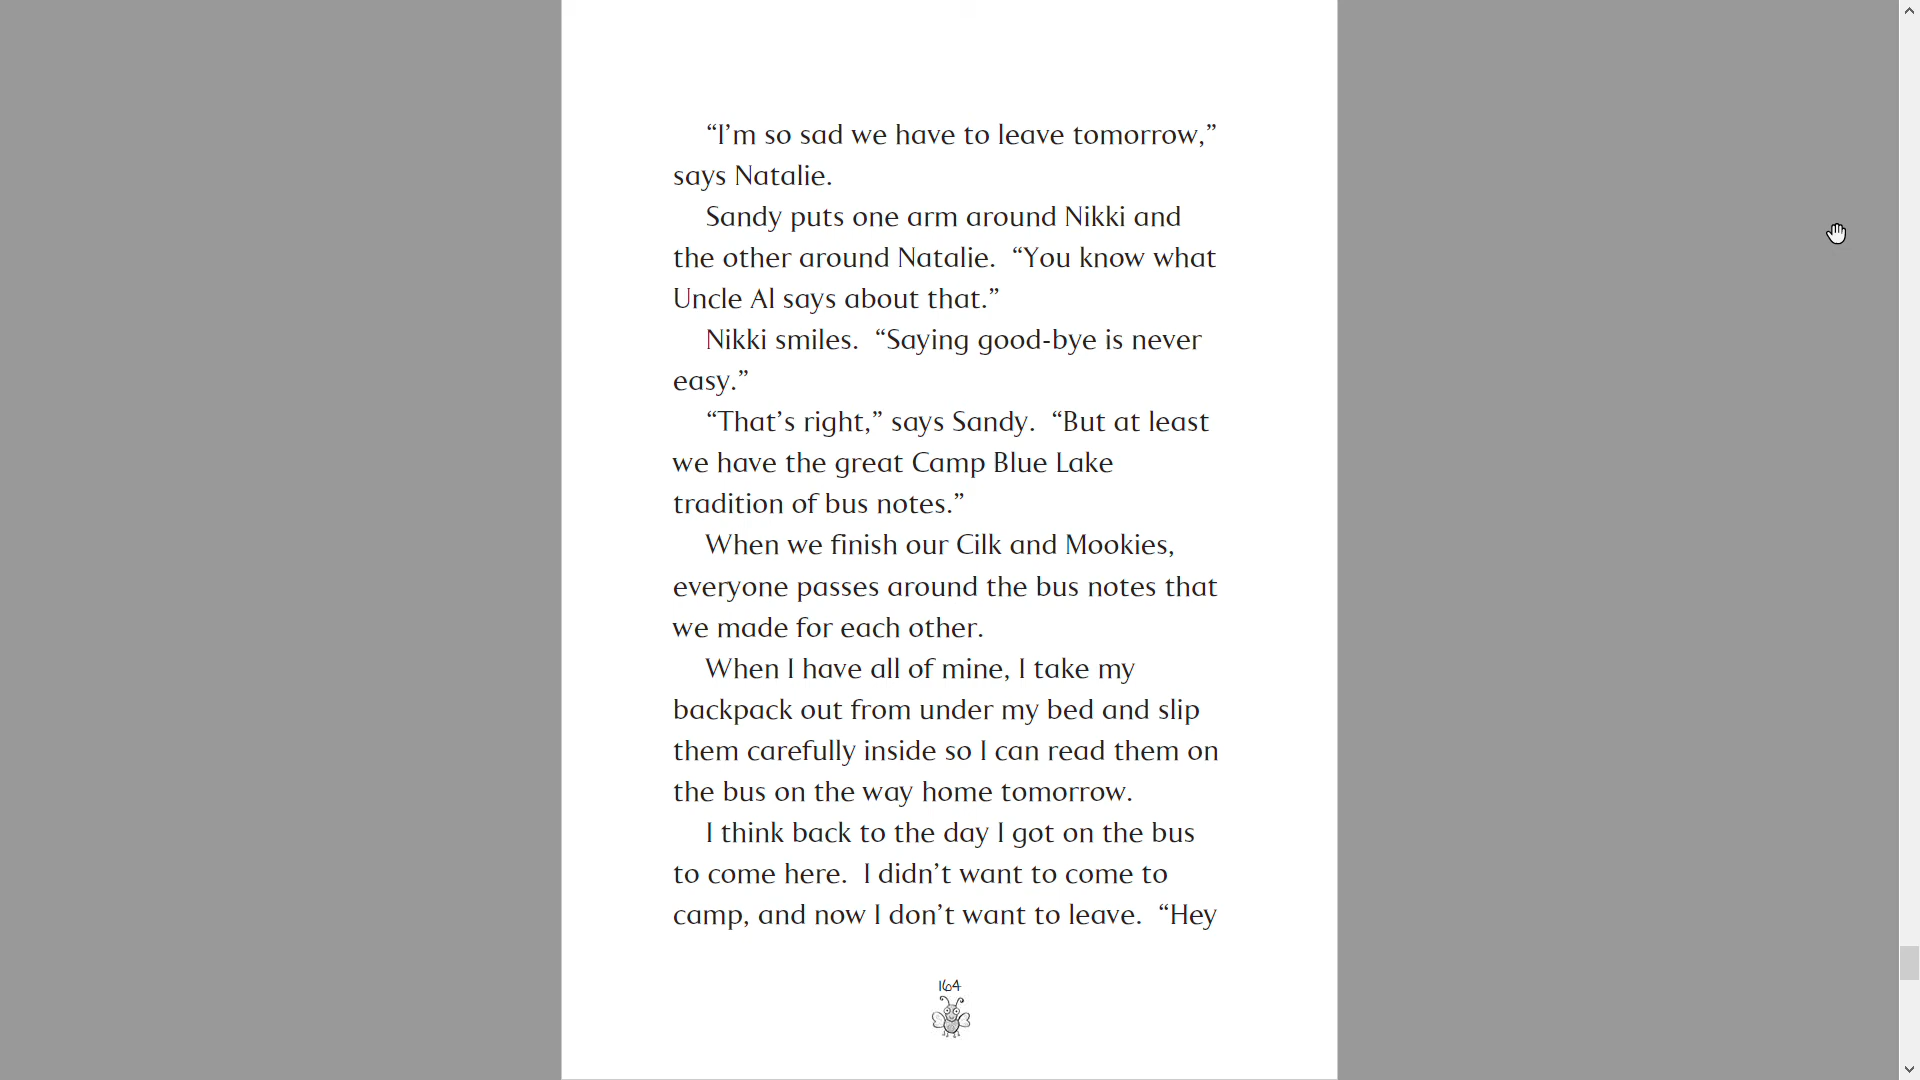 “I’m so sad we have to leave tomorrow,”
says Natalie.
Sandy puts one arm around Nikki and
the other around Natalie.  “You know what
Uncle Al says about that.”
Nikki smiles.  “Saying good-bye is never
easy.”
“That’s right,” says Sandy.  “But at least
we have the great Camp Blue Lake
tradition of bus notes.”
When we finish our Cilk and Mookies,
everyone passes around the bus notes that
we made for each other.
When I have all of mine, I take my
backpack out from under my bed and slip
them carefully inside so I can read them on
the bus on the way home tomorrow.
I think back to the day I got on the bus
to come here.  I didn’t want to come to
camp, and now I don’t want to leave.  “Hey
164